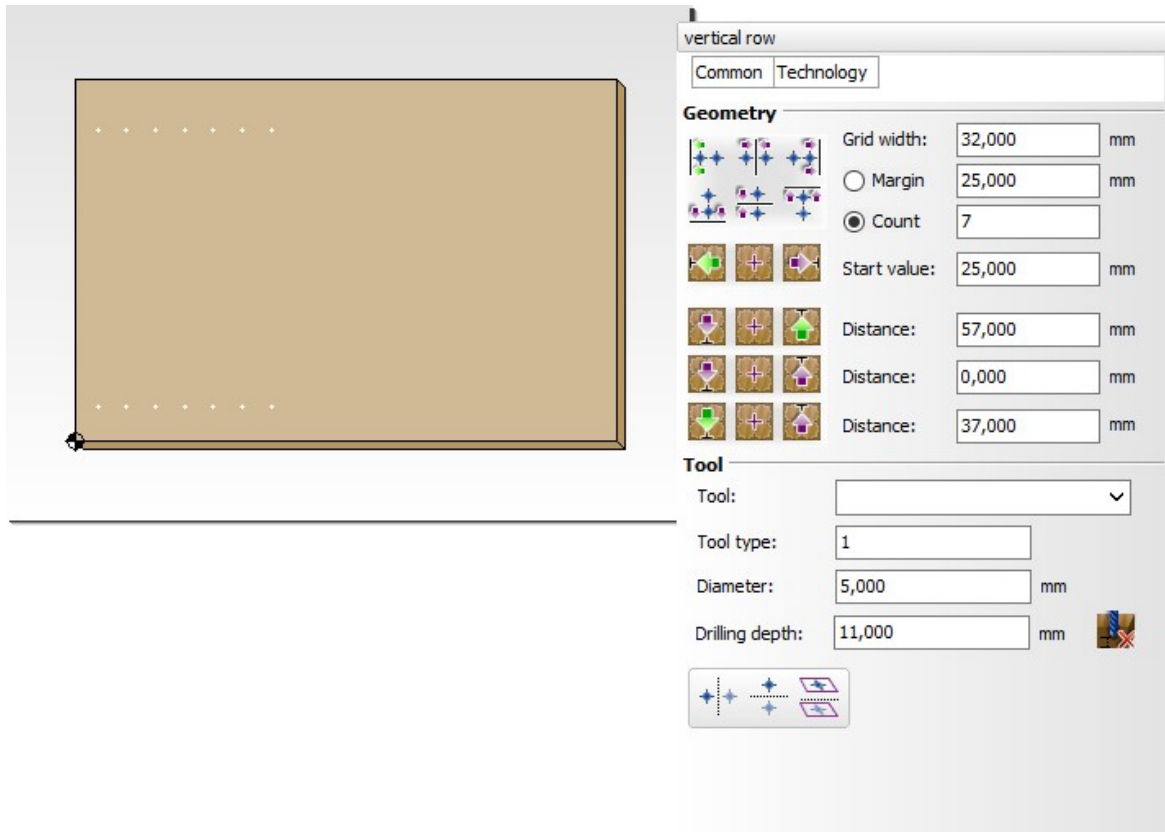 vertical row
Common Technology
Geometry
Grid width: 32,000 mm
Margin 25,000 mm
Count 7
Start value: 25,000 mm
Distance: 57,000 mm
Distance: 0,000 mm
Distance: 37,000 mm
Tool
Tool:
Tool type: 1
Diameter: 5,000 mm
Drilling depth: 11,000 mm